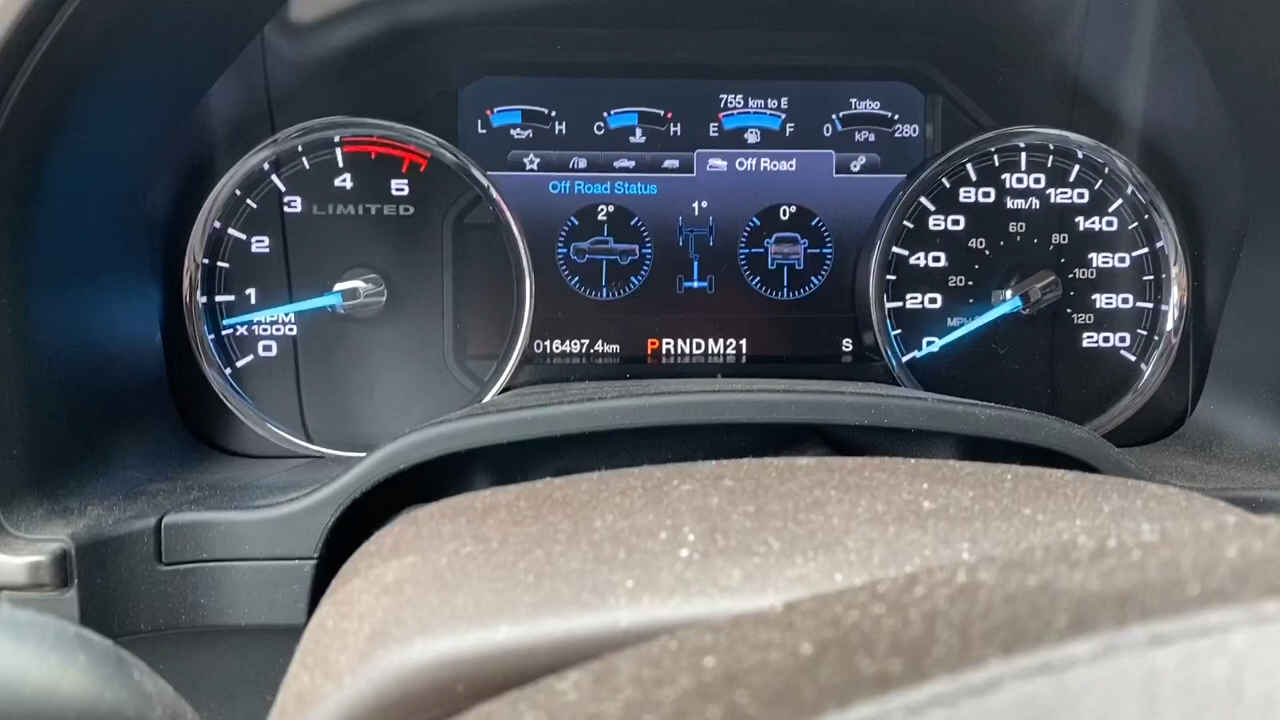 755 km to E
Turbo
L H
C H
E F
0 280
kPa
Off Road
Off Road Status
2°
1°
0°
016497.4km
PRNDM21
S
5
4
3
2
1
0
LIMITED
RPM
X1000
0
20
40
60
80
100
120
140
160
180
200
km/h
20
40
60
80
100
120
MPH